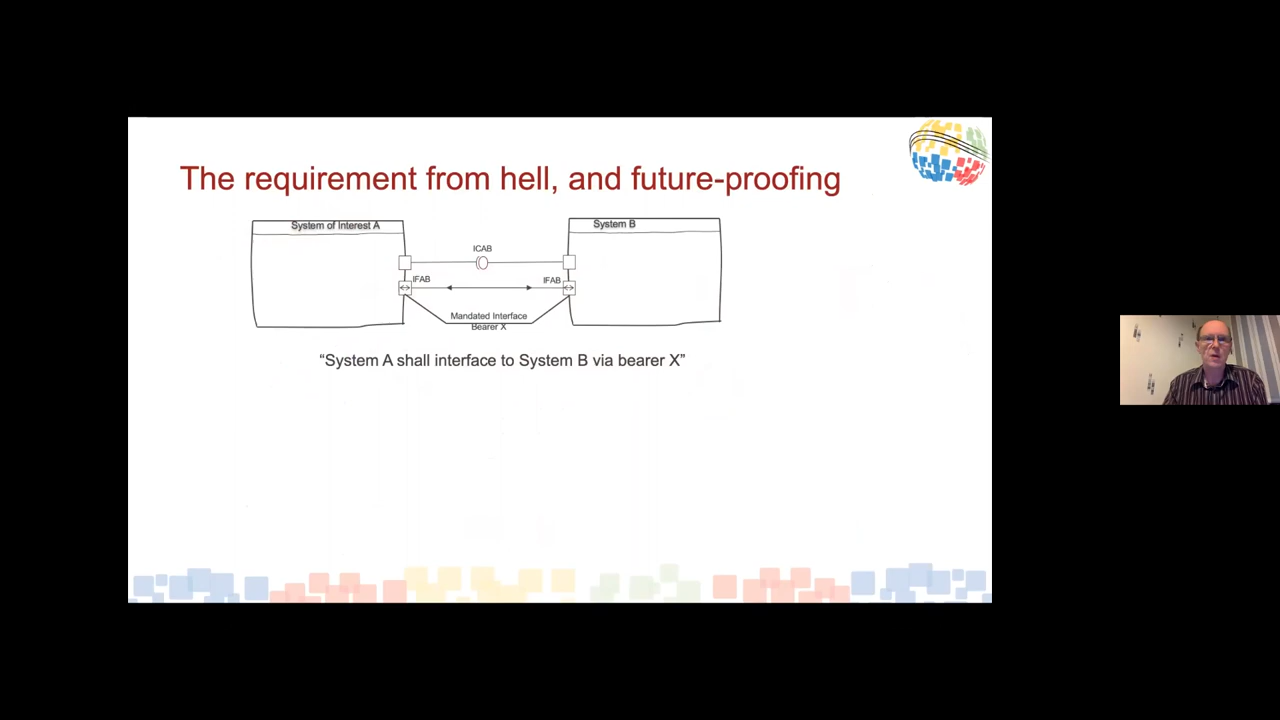 The requirement from hell, and future-proofing
System of Interest A
System B
ICAB
IFAB
IFAB
Mandated Interface
Bearer X
“System A shall interface to System B via bearer X”